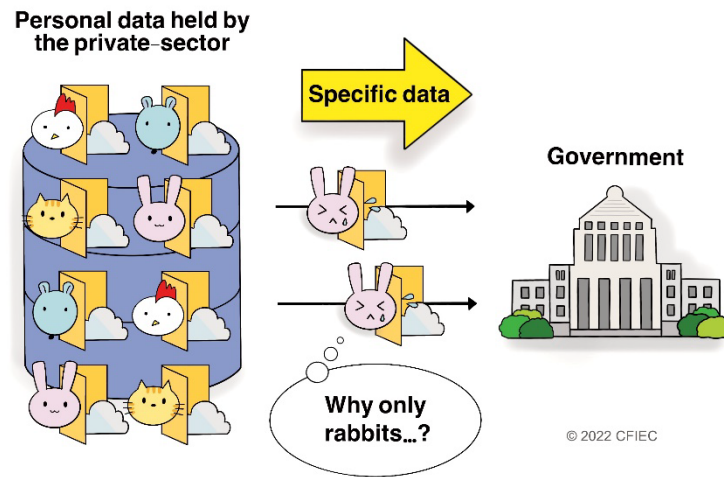 Personal data held by
the private-sector
Specific data
Government
Why only
rabbits...?
© 2022 CFIEC